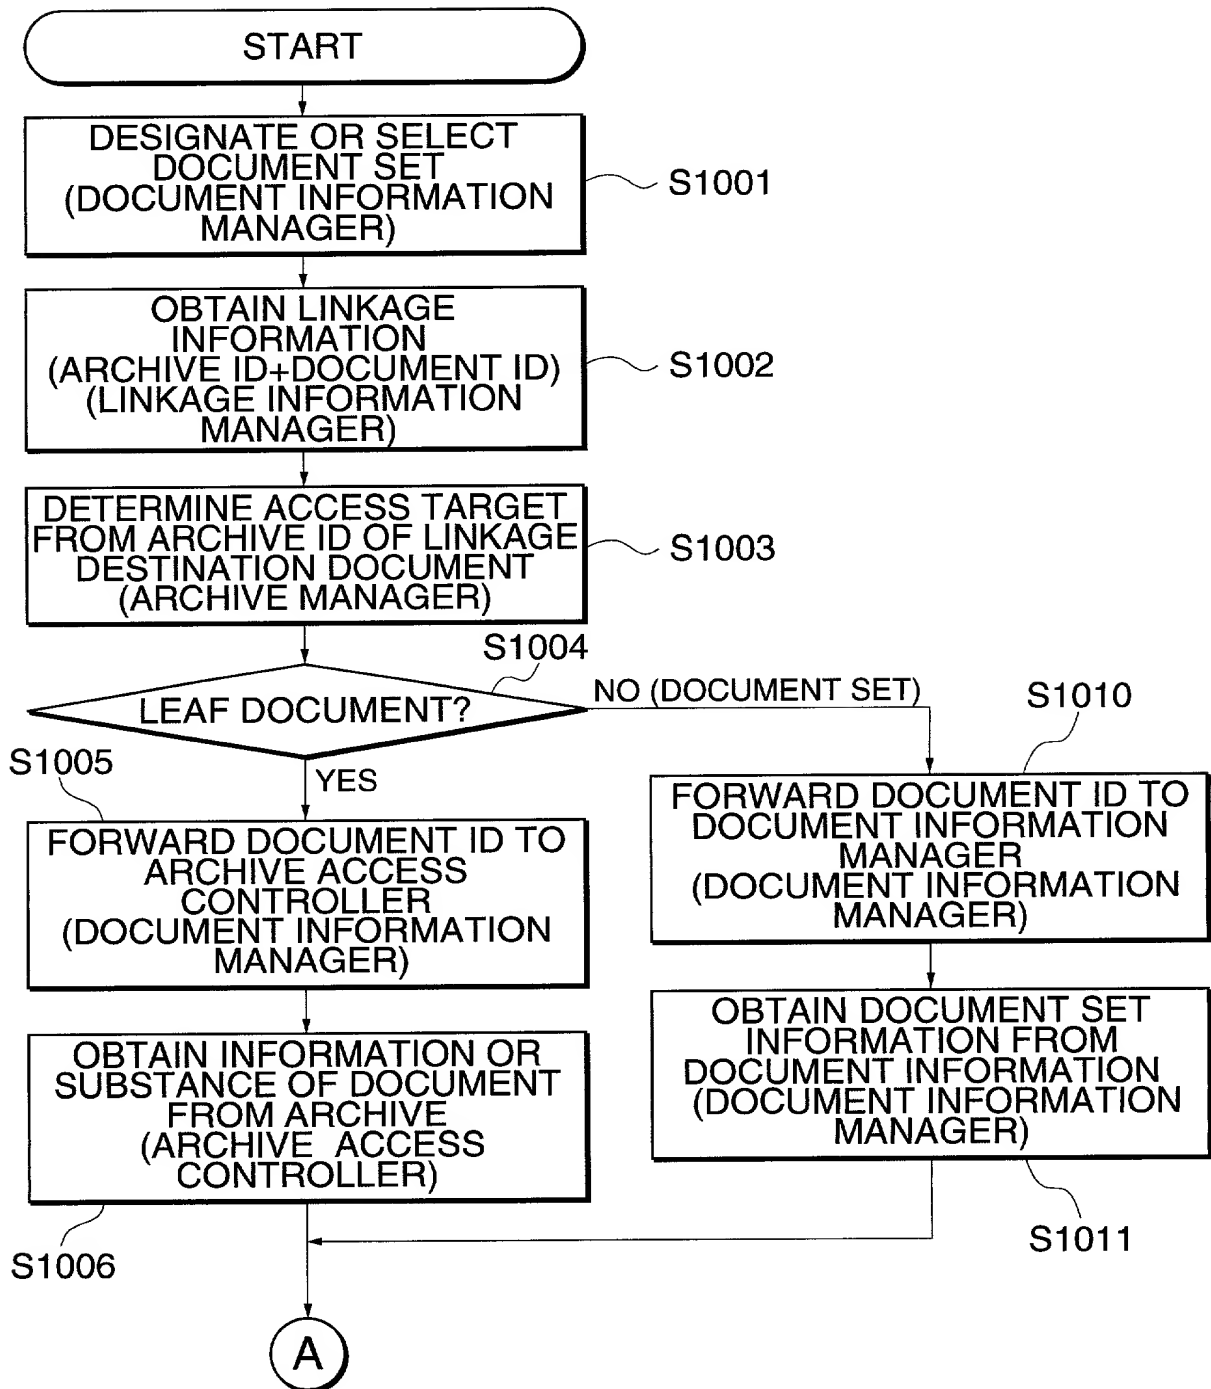 START
DESIGNATE OR SELECT
DOCUMENT SET
(DOCUMENT INFORMATION
MANAGER)
S1001
OBTAIN LINKAGE
INFORMATION
(ARCHIVE ID+DOCUMENT ID)
(LINKAGE INFORMATION
MANAGER)
S1002
DETERMINE ACCESS TARGET
FROM ARCHIVE ID OF LINKAGE
DESTINATION DOCUMENT
(ARCHIVE MANAGER)
S1003
S1004
LEAF DOCUMENT?
NO (DOCUMENT SET)
YES
S1005
FORWARD DOCUMENT ID TO
ARCHIVE ACCESS
CONTROLLER
(DOCUMENT INFORMATION
MANAGER)
OBTAIN INFORMATION OR
SUBSTANCE OF DOCUMENT
FROM ARCHIVE
(ARCHIVE ACCESS
CONTROLLER)
S1006
S1010
FORWARD DOCUMENT ID TO
DOCUMENT INFORMATION
MANAGER
(DOCUMENT INFORMATION
MANAGER)
OBTAIN DOCUMENT SET
INFORMATION FROM
DOCUMENT INFORMATION
(DOCUMENT INFORMATION
MANAGER)
S1011
A